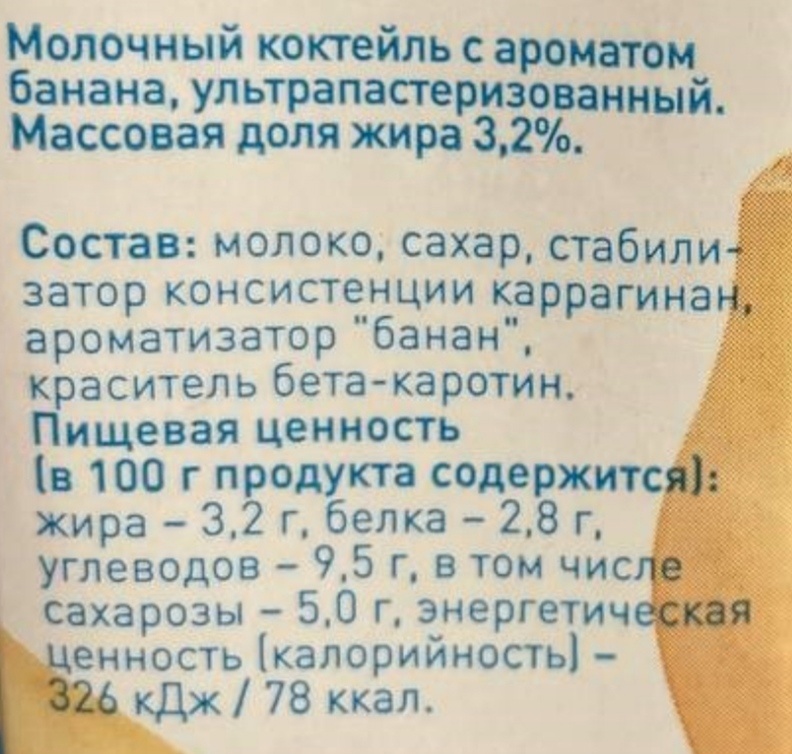 Молочный коктейль с ароматом
банана, ультрапастеризованный.
Массовая доля жира 3,2%.
Состав: молоко, сахар, стабили-
затор консистенции каррагинан,
ароматизатор "банан",
краситель бета-каротин.
Пищевая ценность
(в 100 г продукта содержится):
жира – 3,2 г, белка – 2,8 г,
углеводов – 9,5 г, в том числе
сахарозы – 5,0 г, энергетическая
ценность (калорийность) –
326 кДж / 78 ккал.